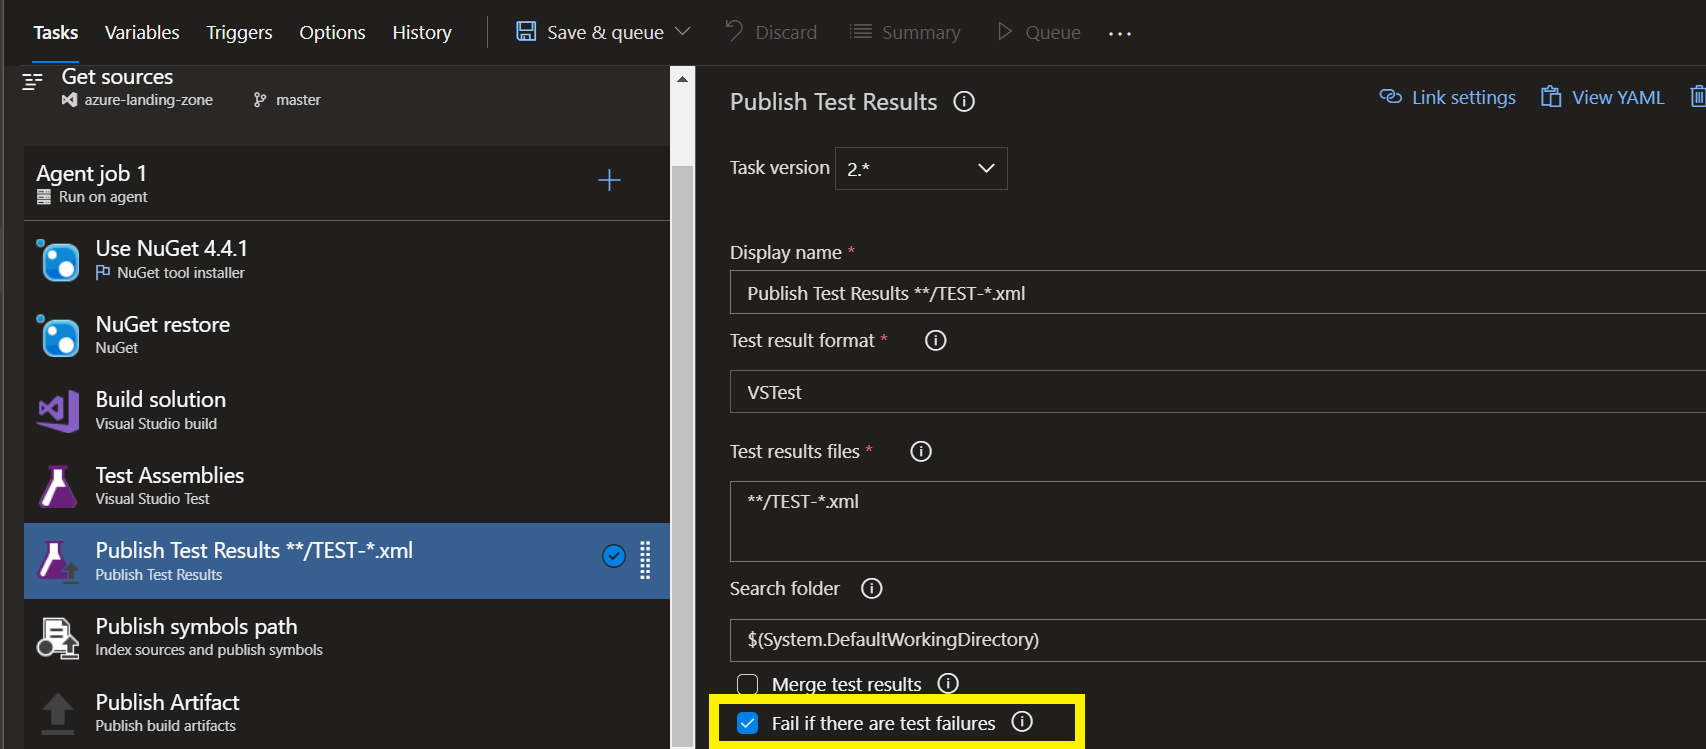 Tasks Variables Triggers Options History Save & queue Discard Summary Queue ...
Get sources
azure-landing-zone master
Agent job 1
Run on agent
Use NuGet 4.4.1
NuGet tool installer
NuGet restore
NuGet
Build solution
Visual Studio build
Test Assemblies
Visual Studio Test
Publish Test Results **/TEST-*.xml
Publish Test Results
Publish symbols path
Index sources and publish symbols
Publish Artifact
Publish build artifacts
Publish Test Results
Link settings View YAML
Task version 2.*
Display name *
Publish Test Results **/TEST-*.xml
Test result format *
VSTest
Test results files *
**/TEST-*.xml
Search folder
$(System.DefaultWorkingDirectory)
Merge test results
Fail if there are test failures